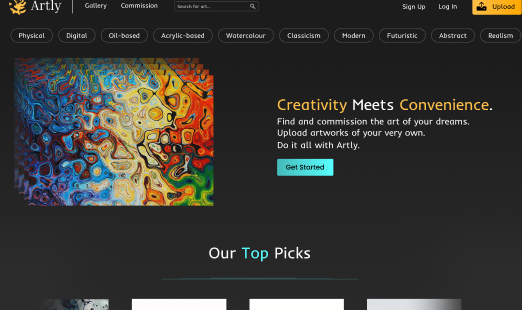 Artly
Gallery
Commission
Search for art...
Sign Up
Log In
Upload
Physical
Digital
Oil-based
Acrylic-based
Watercolour
Classicism
Modern
Futuristic
Abstract
Realism
Creativity Meets Convenience.
Find and commission the art of your dreams.
Upload artworks of your very own.
Do it all with Artly.
Get Started
Our Top Picks